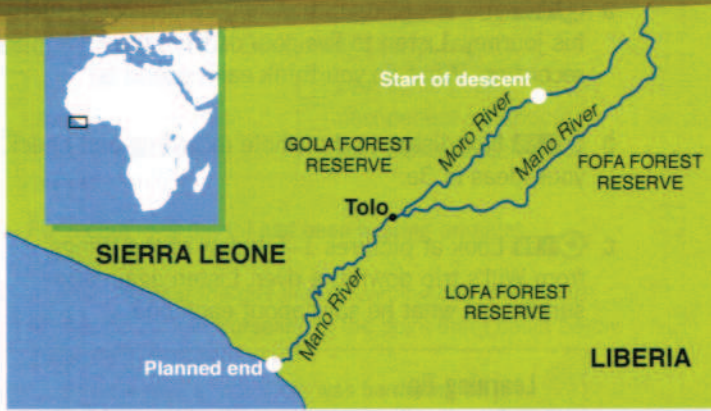 Start of descent
Moro River
Mano River
GOLA FOREST
RESERVE
FOFA FOREST
RESERVE
Tolo
SIERRA LEONE
Mano River
LOFA FOREST
RESERVE
Planned end
LIBERIA